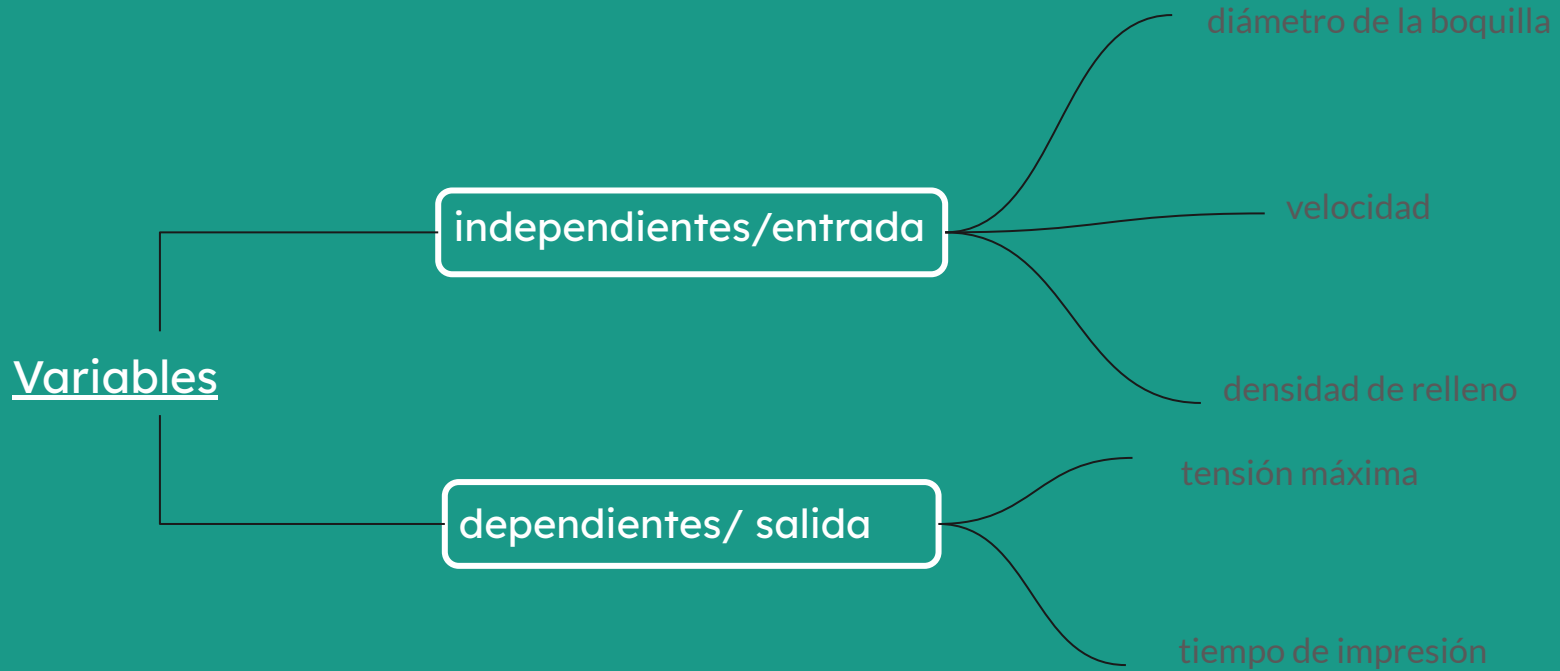 Variables
independientes/entrada
diámetro de la boquilla
velocidad
densidad de relleno
dependientes/ salida
tensión máxima
tiempo de impresión